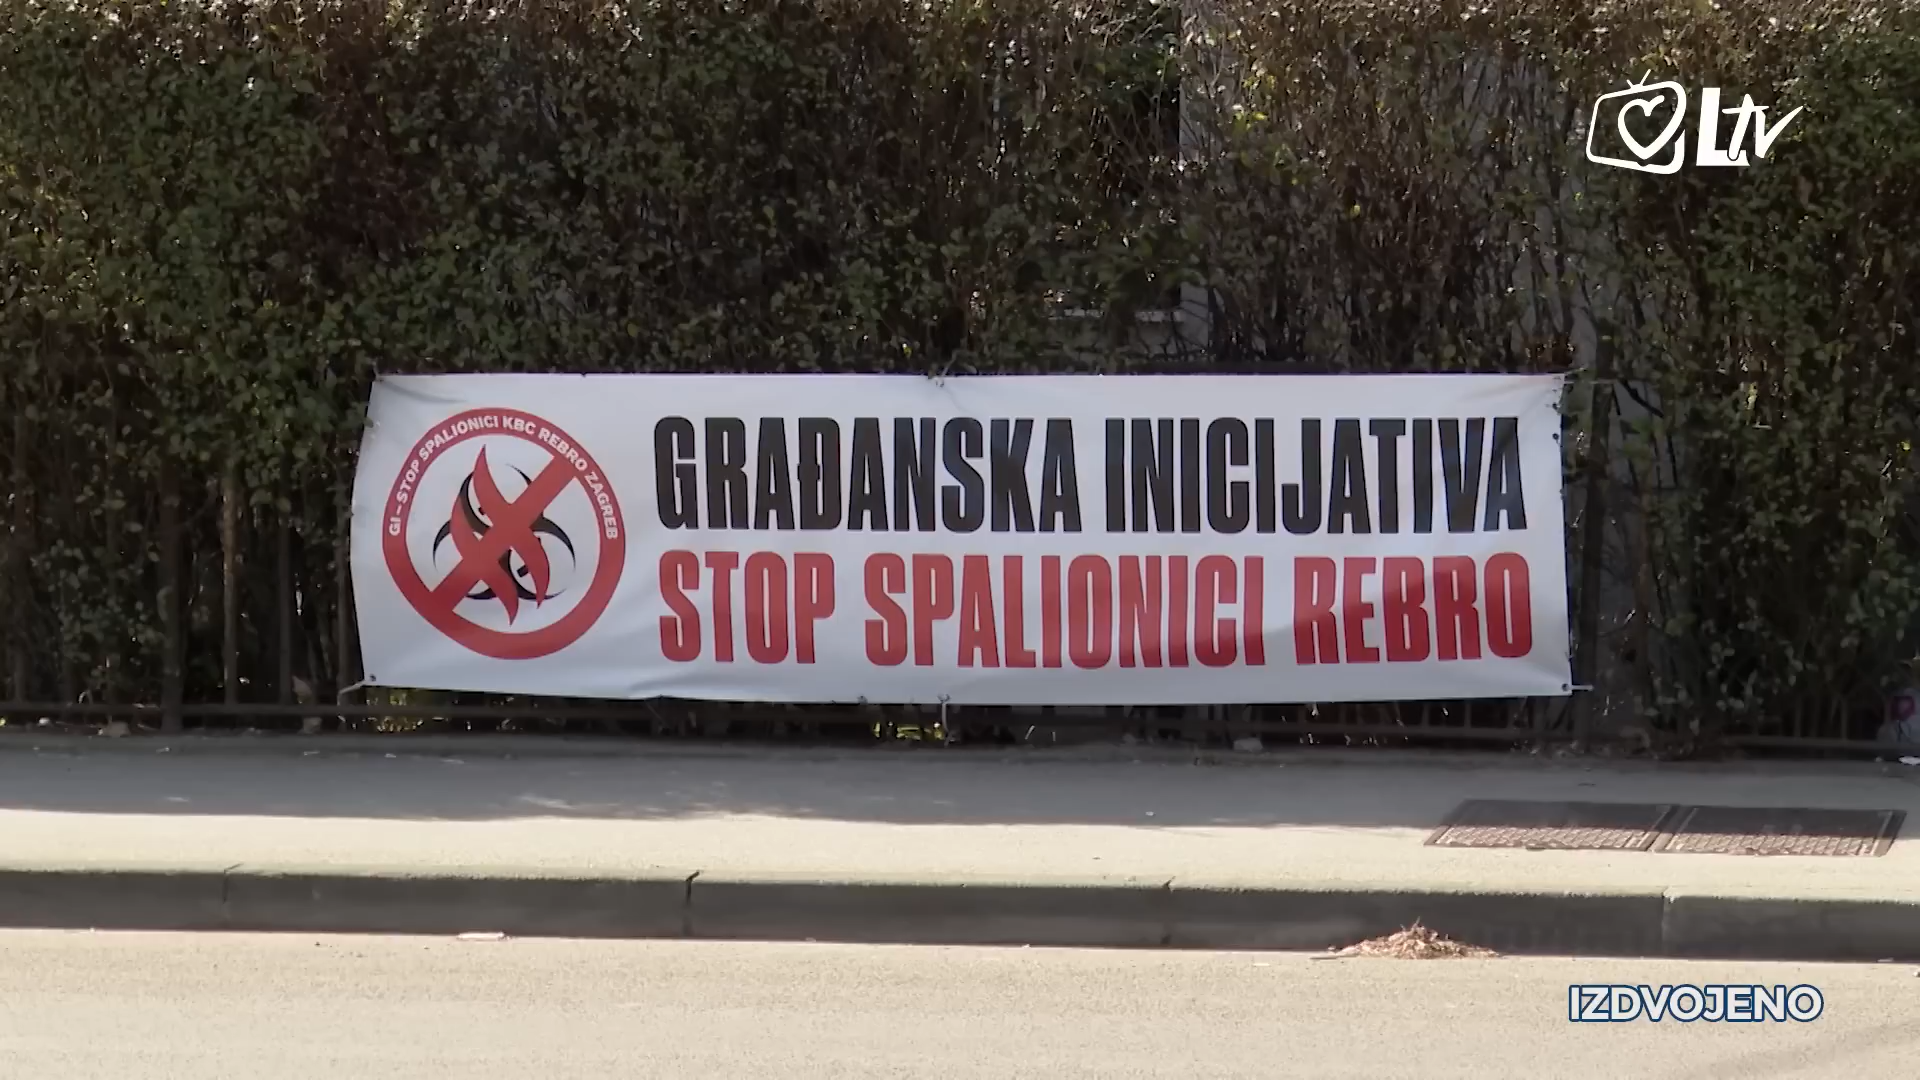 LTV
GI - STOP SPALIONICI KBC REBRO ZAGREB
GRAĐANSKA INICIJATIVA
STOP SPALIONICI REBRO
IZDVOJENO